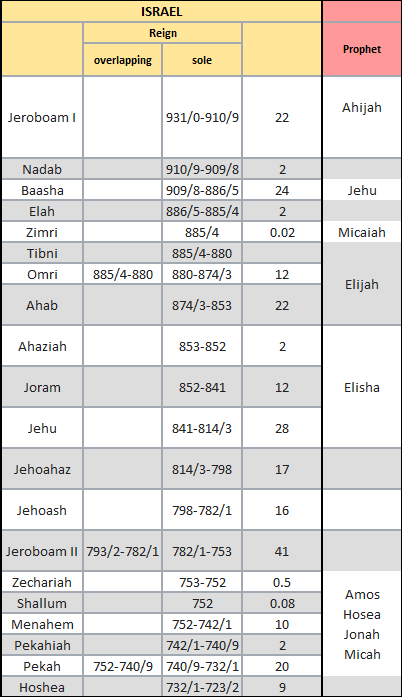 ISRAEL
Reign
Prophet
overlapping sole
Jeroboam I 931/0-910/9 22 Ahijah
Nadab 910/9-909/8 2
Baasha 909/8-886/5 24 Jehu
Elah 886/5-885/4 2
Zimri 885/4 0.02 Micaiah
Tibni 885/4-880
Omri 885/4-880 880-874/3 12
Elijah
Ahab 874/3-853 22
Ahaziah 853-852 2
Joram 852-841 12 Elisha
Jehu 841-814/3 28
Jehoahaz 814/3-798 17
Jehoash 798-782/1 16
Jeroboam II 793/2-782/1 782/1-753 41
Zechariah 753-752 0.5
Amos
Shallum 752 0.08
Hosea
Menahem 752-742/1 10
Jonah
Pekahiah 742/1-740/9 2
Micah
Pekah 752-740/9 740/9-732/1 20
Hoshea 732/1-723/2 9